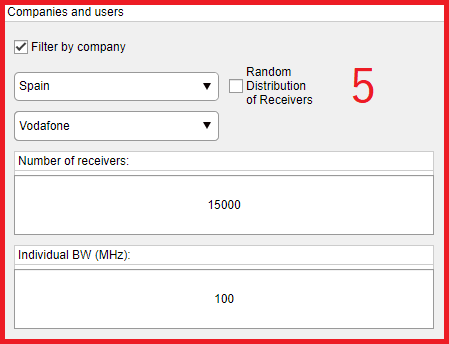 Companies and users
Filter by company
Spain
Random
Distribution
of Receivers
5
Vodafone
Number of receivers:
15000
Individual BW (MHz):
100